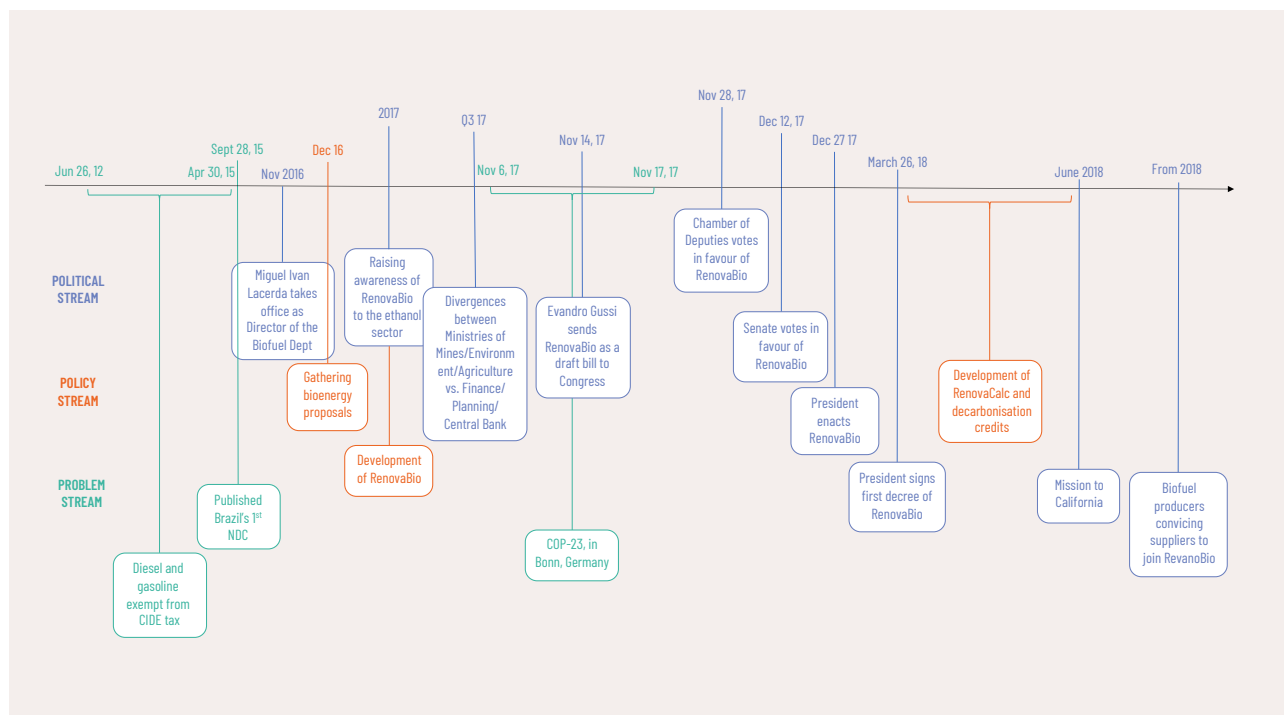 Nov 28, 17
Dec 12, 17
2017
Q3 17
Nov 14, 17
Dec 27 17
Sept 28, 15
Dec 16
March 26, 18
Jun 26, 12
Apr 30, 15
Nov 2016
Nov 6, 17
Nov 17, 17
June 2018
From 2018
POLITICAL
STREAM
Miguel Ivan
Lacerda takes
office as
Director of the
Biofuel Dept
Raising
awareness of
RenovaBio
to the ethanol
sector
Divergences
between
Ministries of
Mines/Environm
ent/Agriculture
vs. Finance/
Planning/
Central Bank
Evandro Gussi
sends
RenovaBio as a
draft bill to
Congress
Chamber of
Deputies votes
in favour of
RenovaBio
Senate votes in
favour of
RenovaBio
President
enacts
RenovaBio
President signs
first decree of
RenovaBio
Mission to
California
Biofuel
producers
convicing
suppliers to
join RevanoBio
POLICY
STREAM
Gathering
bioenergy
proposals
Development
of RenovaBio
Development of
RenovaCalc and
decarbonisation
credits
PROBLEM
STREAM
Diesel and
gasoline
exempt from
CIDE tax
Published
Brazil's 1st
NDC
COP-23, in
Bonn, Germany